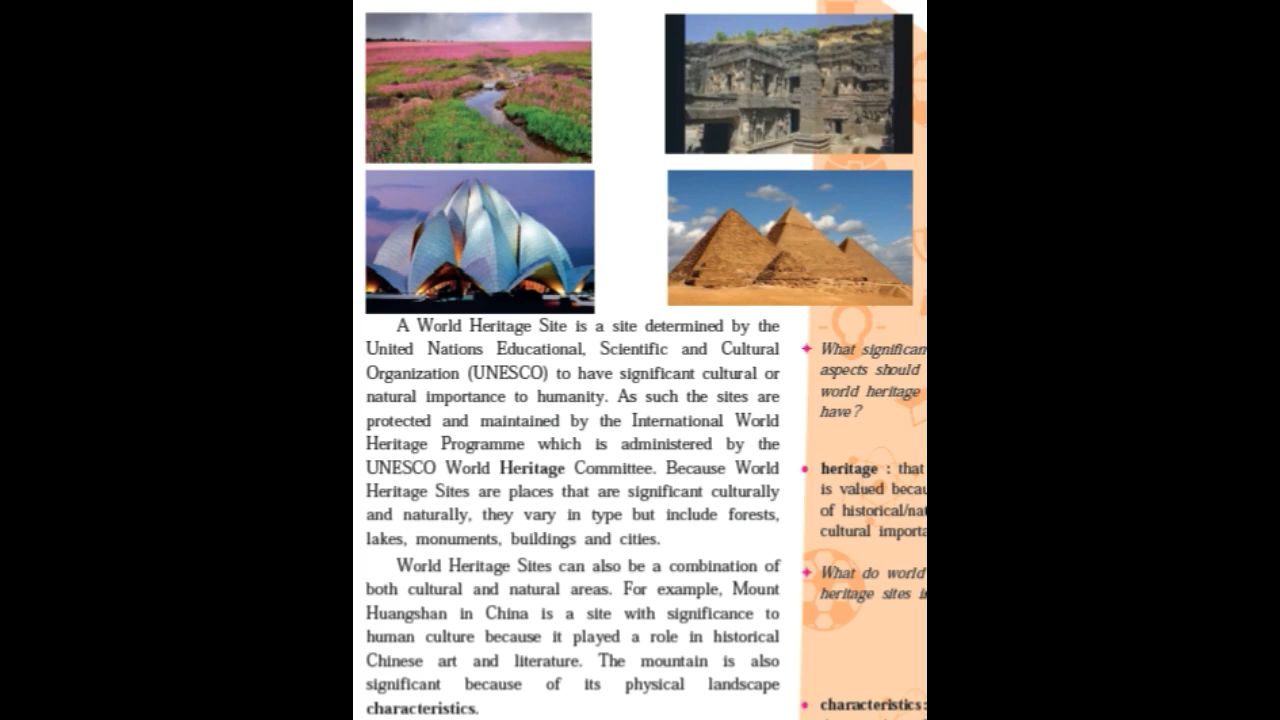 A World Heritage Site is a site determined by the
United Nations Educational, Scientific and Cultural
Organization (UNESCO) to have significant cultural or
natural importance to humanity. As such the sites are
protected and maintained by the International World
Heritage Programme which is administered by the
UNESCO World Heritage Committee. Because World
Heritage Sites are places that are significant culturally
and naturally, they vary in type but include forests,
lakes, monuments, buildings and cities.
World Heritage Sites can also be a combination of
both cultural and natural areas. For example, Mount
Huangshan in China is a site with significance to
human culture because it played a role in historical
Chinese art and literature. The mountain is also
significant because of its physical landscape
characteristics.
What
aspects should
world heritage
have?
heritage : that
is valued
of
cultural
What do world
heritage sites
characteristics: